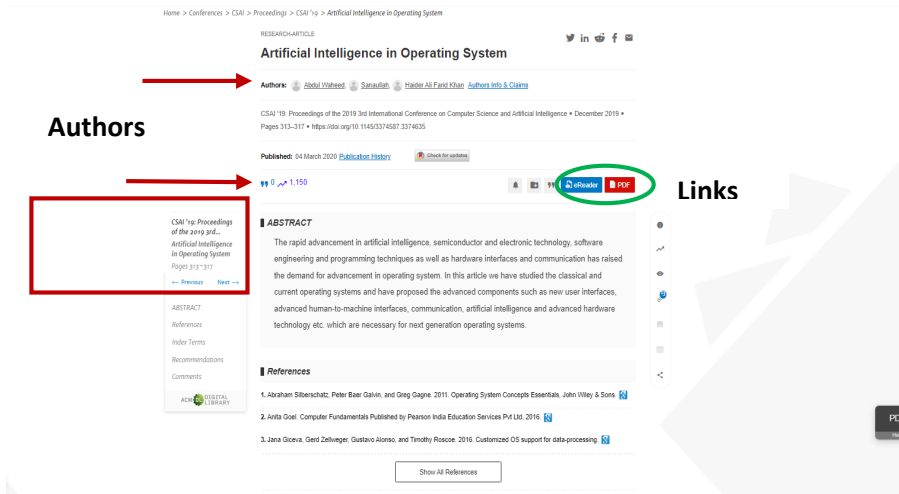 Home > Conferences > CSAI > Proceedings > CSAI '19 > Artificial Intelligence in Operating System
RESEARCH-ARTICLE
Artificial Intelligence in Operating System
Authors: Abdul Waheed, Sanaullah, Haider Ali Farid Khan Authors Info & Claims
Authors
CSAI '19: Proceedings of the 2019 3rd International Conference on Computer Science and Artificial Intelligence • December 2019 •
Pages 313–317 • https://doi.org/10.1145/3374587.3374635
Published: 04 March 2020 Publication History
Check for updates
0 1,150
eReader
PDF
Links
CSAI '19: Proceedings
of the 2019 3rd...
Artificial Intelligence
in Operating System
Pages 313–317
← Previous Next →
ABSTRACT
References
Index Terms
Recommendations
Comments
ACM DL DIGITAL
LIBRARY
ABSTRACT
The rapid advancement in artificial intelligence, semiconductor and electronic technology, software
engineering and programming techniques as well as hardware interfaces and communication has raised
the demand for advancement in operating system. In this article we have studied the classical and
current operating systems and have proposed the advanced components such as new user interfaces,
advanced human-to-machine interfaces, communication, artificial intelligence and advanced hardware
technology etc. which are necessary for next generation operating systems.
References
1. Abraham Silberschatz, Peter Baer Galvin, and Greg Gagne. 2011. Operating System Concepts Essentials, John Wiley & Sons.
2. Anita Goel. Computer Fundamentals Published by Pearson India Education Services Pvt Ltd, 2016.
3. Jana Giceva, Gerd Zellweger, Gustavo Alonso, and Timothy Roscoe. 2016. Customized OS support for data-processing.
Show All References